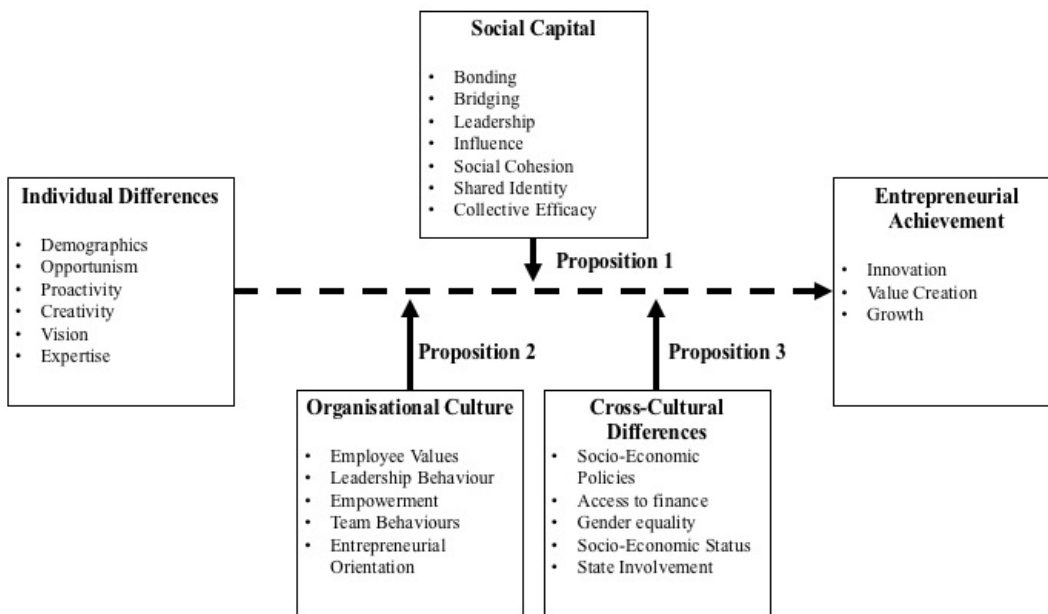 Social Capital
• Bonding
• Bridging
• Leadership
• Influence
• Social Cohesion
• Shared Identity
• Collective Efficacy
Individual Differences
• Demographics
• Opportunism
• Proactivity
• Creativity
• Vision
• Expertise
Entrepreneurial
Achievement
• Innovation
• Value Creation
• Growth
Proposition 1
Proposition 2
Proposition 3
Organisational Culture
• Employee Values
• Leadership Behaviour
• Empowerment
• Team Behaviours
• Entrepreneurial
Orientation
Cross-Cultural
Differences
• Socio-Economic
Policies
• Access to finance
• Gender equality
• Socio-Economic Status
• State Involvement